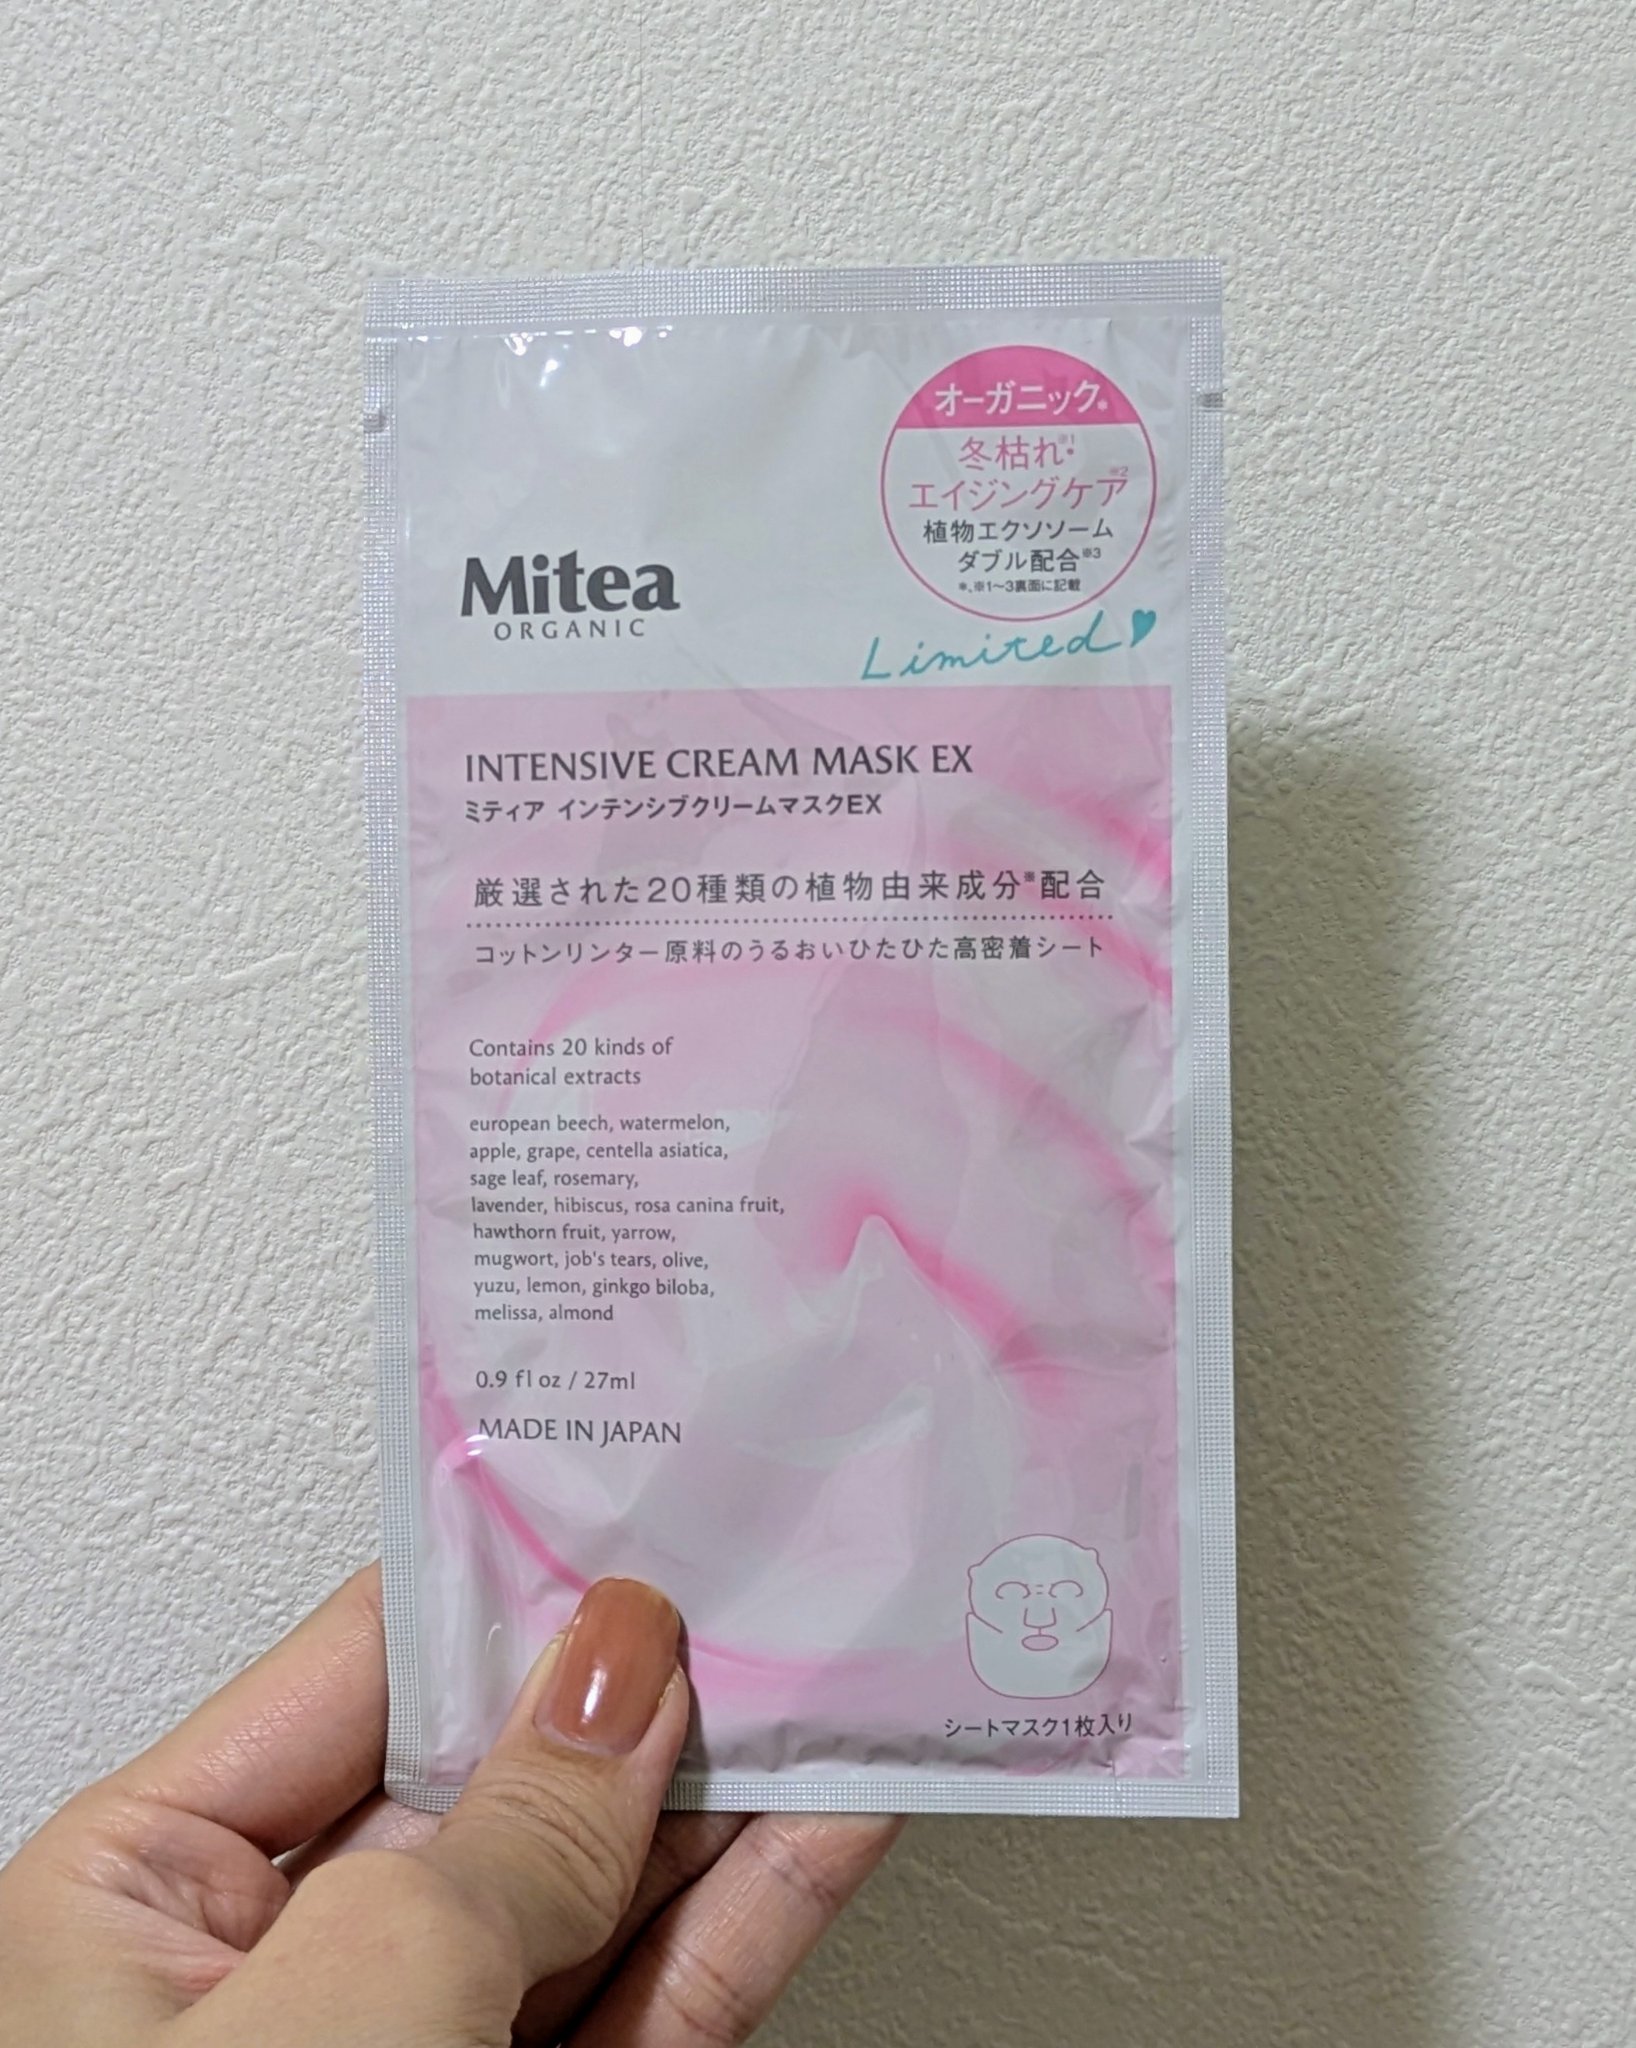 オーガニック*
冬枯れ※1・
エイジングケア※2
植物エクソソーム
ダブル配合※3
*、※1〜3裏面に記載
Limited
Mitea
ORGANIC
INTENSIVE CREAM MASK EX
ミティア インテンシブクリームマスクEX
厳選された20種類の植物由来成分※配合
コットンリンター原料のうるおいひたひた高密着シート
Contains 20 kinds of
botanical extracts
european beech, watermelon,
apple, grape, centella asiatica,
sage leaf, rosemary,
lavender, hibiscus, rosa canina fruit,
hawthorn fruit, yarrow,
mugwort, job's tears, olive,
yuzu, lemon, ginkgo biloba,
melissa, almond
0.9 fl oz / 27ml
MADE IN JAPAN
シートマスク1枚入り